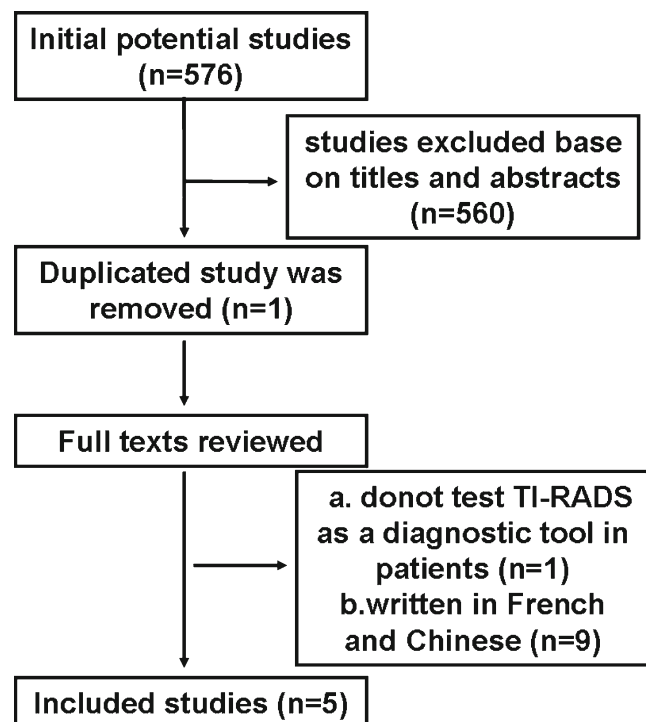 Initial potential studies
(n=576)
studies excluded base
on titles and abstracts
(n=560)
Duplicated study was
removed (n=1)
Full texts reviewed
a. donot test TI-RADS
as a diagnostic tool in
patients (n=1)
b.written in French
and Chinese (n=9)
Included studies (n=5)